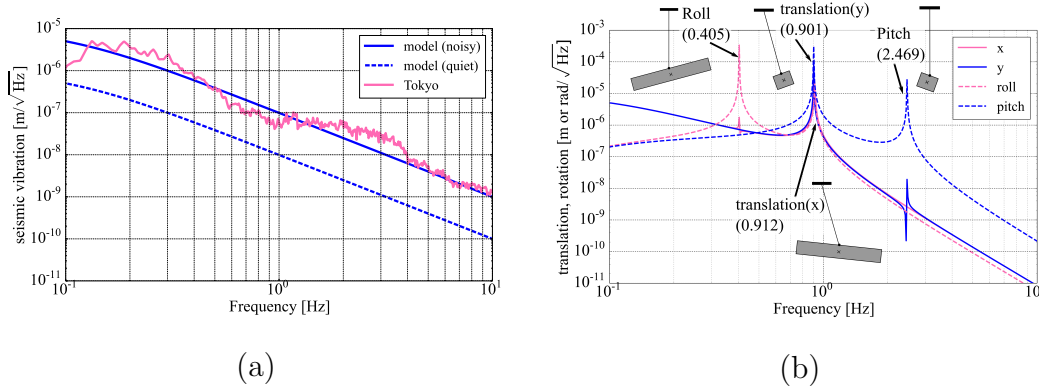 seismic vibration [m/√Hz]
10^-5
10^-6
10^-7
10^-8
10^-9
10^-10
10^-11
10^-1
10^0
10^1
Frequency [Hz]
model (noisy)
model (quiet)
Tokyo
(a)
translation, rotation [m or rad/√Hz]
10^-3
10^-4
10^-5
10^-6
10^-7
10^-8
10^-9
10^-10
10^-11
10^-1
10^0
10
Frequency [Hz]
Roll
(0.405)
translation(y)
(0.901)
Pitch
(2.469)
translation(x)
(0.912)
x
y
roll
pitch
(b)